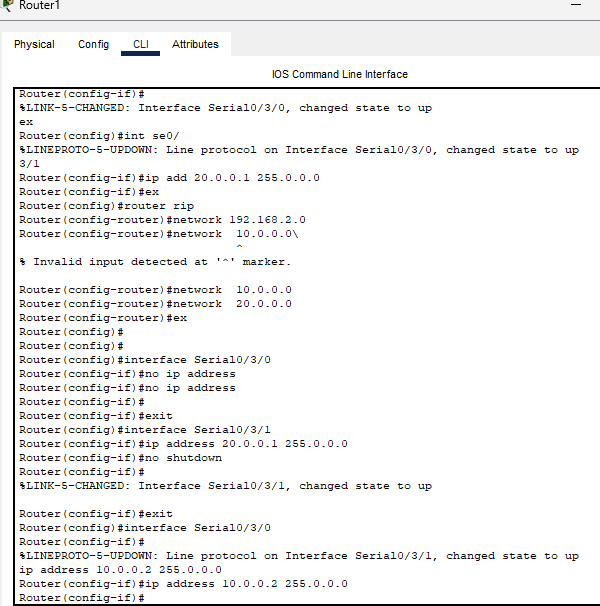 Router1
Physical Config CLI Attributes
IOS Command Line Interface
Router(config-if)#
%LINK-5-CHANGED: Interface Serial0/3/0, changed state to up
ex
Router(config)#int se0/
%LINEPROTO-5-UPDOWN: Line protocol on Interface Serial0/3/0, changed state to up
3/1
Router(config-if)#ip add 20.0.0.1 255.0.0.0
Router(config-if)#ex
Router(config)#router rip
Router(config-router)#network 192.168.2.0
Router(config-router)#network  10.0.0.0\
^
% Invalid input detected at '^' marker.
Router(config-router)#network  10.0.0.0
Router(config-router)#network  20.0.0.0
Router(config-router)#ex
Router(config)#
Router(config)#
Router(config)#interface Serial0/3/0
Router(config-if)#no ip address
Router(config-if)#no ip address
Router(config-if)#
Router(config-if)#exit
Router(config)#interface Serial0/3/1
Router(config-if)#ip address 20.0.0.1 255.0.0.0
Router(config-if)#no shutdown
Router(config-if)#
%LINK-5-CHANGED: Interface Serial0/3/1, changed state to up
Router(config-if)#exit
Router(config)#interface Serial0/3/0
Router(config-if)#
%LINEPROTO-5-UPDOWN: Line protocol on Interface Serial0/3/1, changed state to up
ip address 10.0.0.2 255.0.0.0
Router(config-if)#ip address 10.0.0.2 255.0.0.0
Router(config-if)#